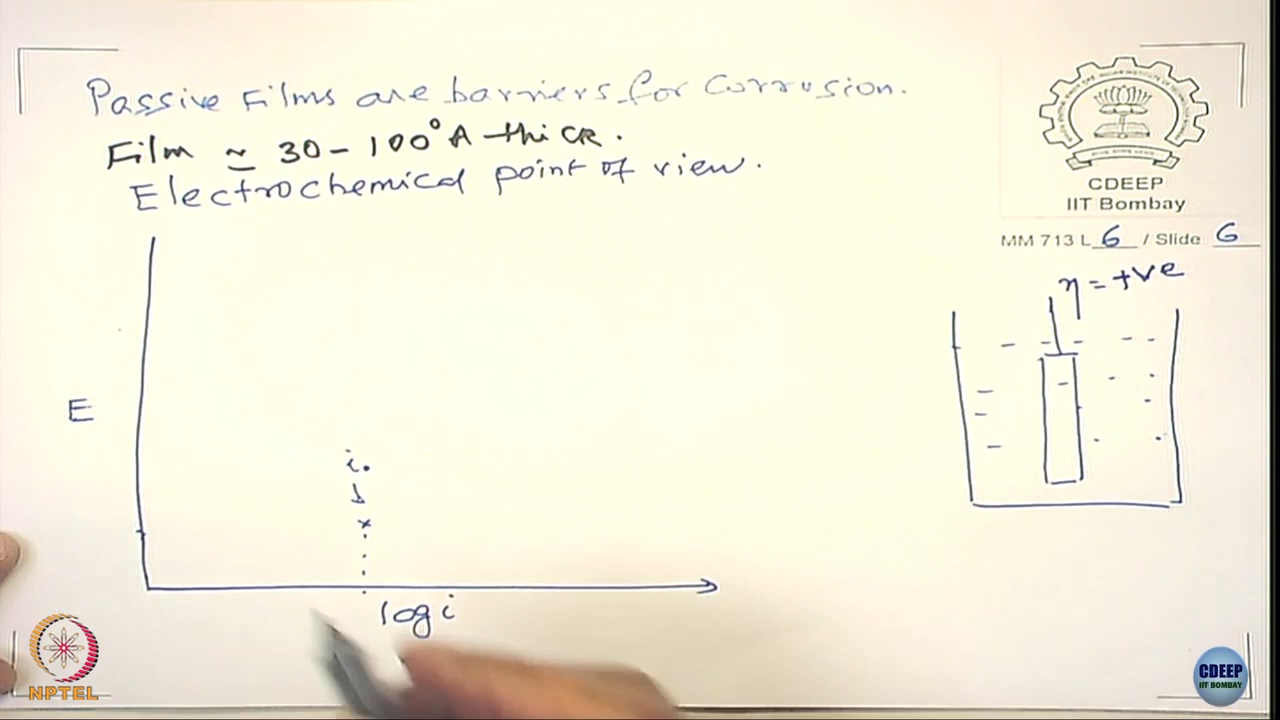 Passive Films are barriers for corrosion.
Film ≃ 30 - 100°A thick.
Electrochemical point of view.
CDEEP
IIT Bombay
MM 713 L 6 / Slide 6
η = +ve
E
i.
log i
NPTEL
CDEEP
IIT BOMBAY